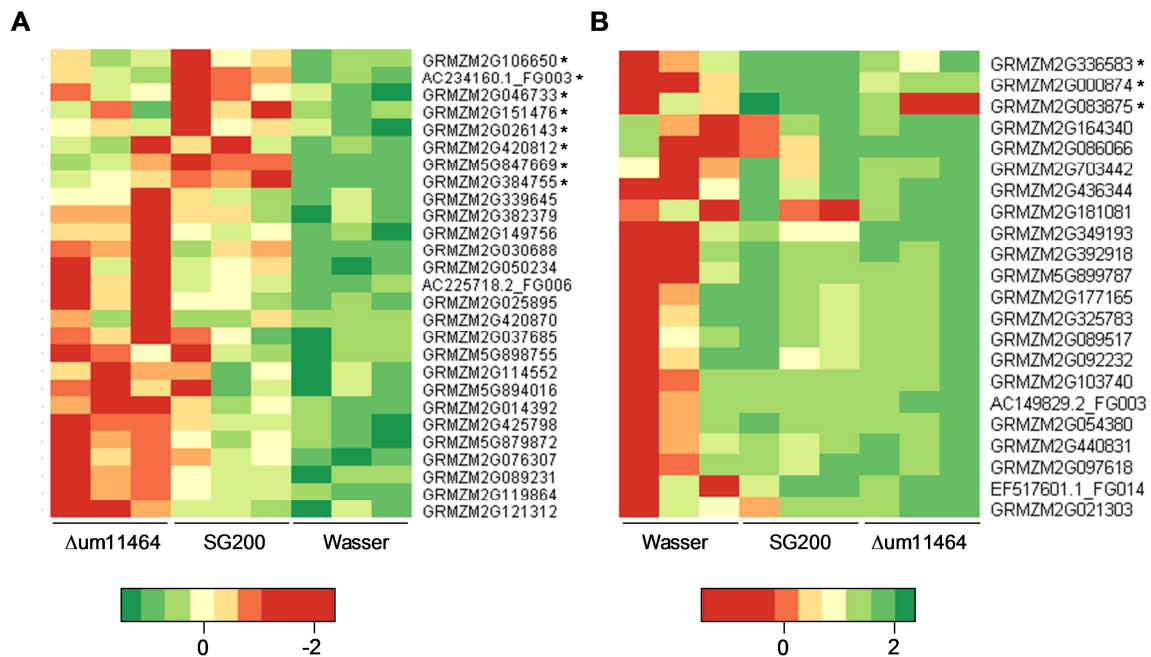 A
GRMZM2G106650 *
AC234160.1_FG003 *
GRMZM2G046733 *
GRMZM2G151476 *
GRMZM2G026143 *
GRMZM2G420812 *
GRMZM5G847669 *
GRMZM2G384755 *
GRMZM2G339645
GRMZM2G382379
GRMZM2G149756
GRMZM2G030688
GRMZM2G050234
AC225718.2_FG006
GRMZM2G025895
GRMZM2G420870
GRMZM2G037685
GRMZM5G898755
GRMZM2G114552
GRMZM5G894016
GRMZM2G014392
GRMZM2G425798
GRMZM5G879872
GRMZM2G076307
GRMZM2G089231
GRMZM2G119864
GRMZM2G121312
Δum11464 SG200 Wasser
0 -2
B
GRMZM2G336583 *
GRMZM2G000874 *
GRMZM2G083875 *
GRMZM2G164340
GRMZM2G086066
GRMZM2G703442
GRMZM2G436344
GRMZM2G181081
GRMZM2G349193
GRMZM2G392918
GRMZM5G899787
GRMZM2G177165
GRMZM2G325783
GRMZM2G089517
GRMZM2G092232
GRMZM2G103740
AC149829.2_FG003
GRMZM2G054380
GRMZM2G440831
GRMZM2G097618
EF517601.1_FG014
GRMZM2G021303
Wasser SG200 Δum11464
0 2